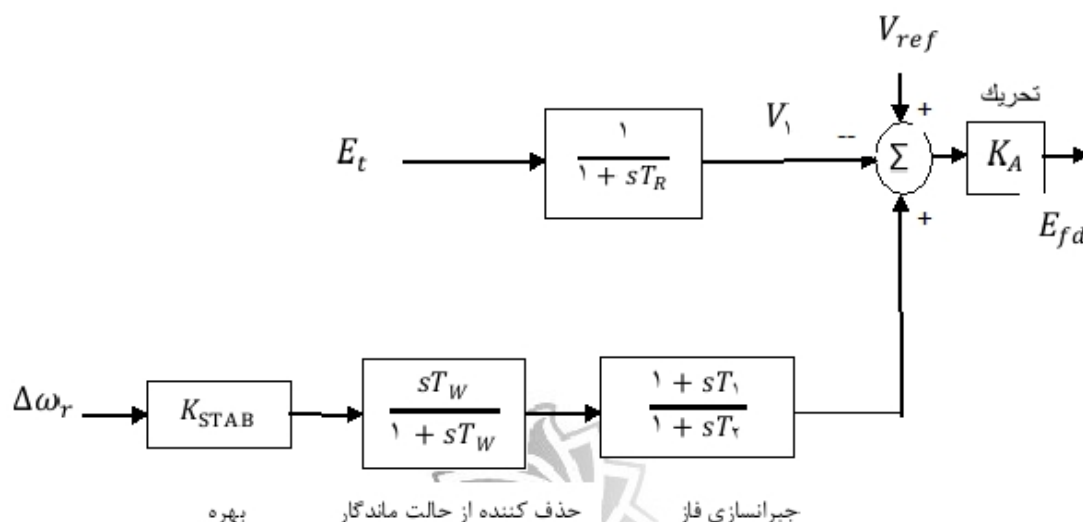 V_ref
تحریك
E_t
۱
۱ + sT_R
V_۱
--
+
Σ
+
K_A
E_fd
Δω_r
K_STAB
sT_W
۱ + sT_W
۱ + sT_۱
۱ + sT_۲
جبرانسازی فاز
حذف کننده از حالت ماندگار
بهره